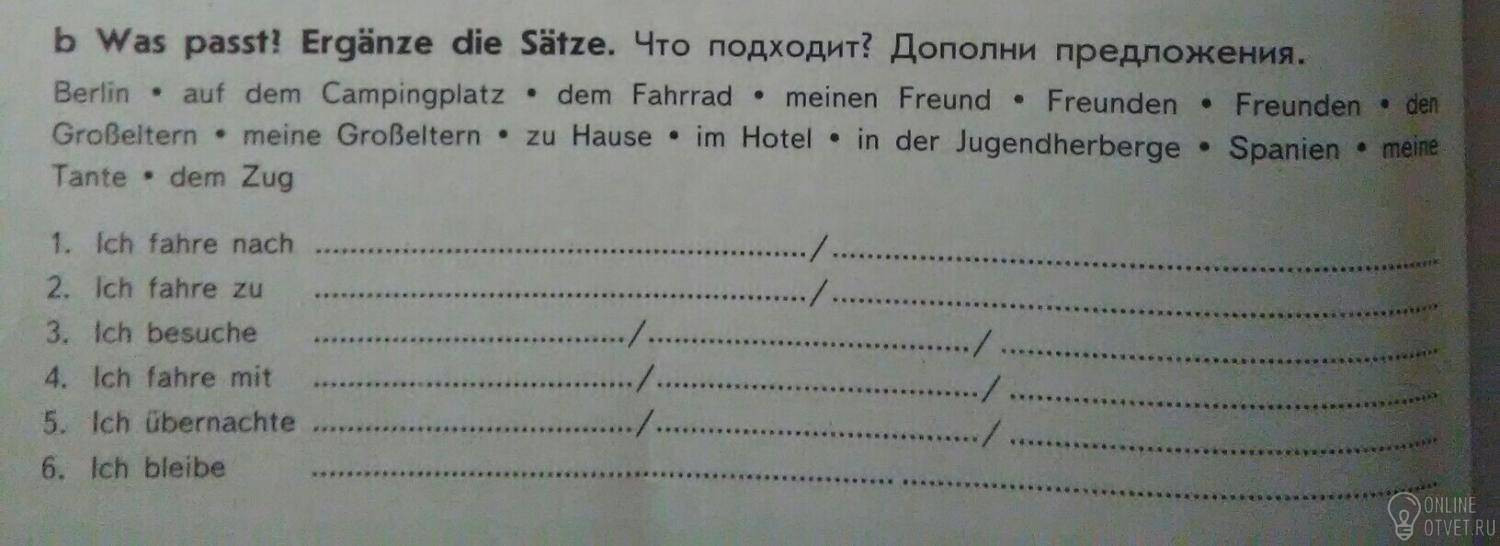 b Was passt? Ergänze die Sätze. Что подходит? Дополни предложения.
Berlin • auf dem Campingplatz • dem Fahrrad • meinen Freund • Freunden • Freunden • den
Großeltern • meine Großeltern • zu Hause • im Hotel • in der Jugendherberge • Spanien • meine
Tante • dem Zug
1. Ich fahre nach ........../..........
2. Ich fahre zu ........../..........
3. Ich besuche ........../........../..........
4. Ich fahre mit ........../........../..........
5. Ich übernachte ........../........../..........
6. Ich bleibe ....................
ONLINE
OTVET.RU